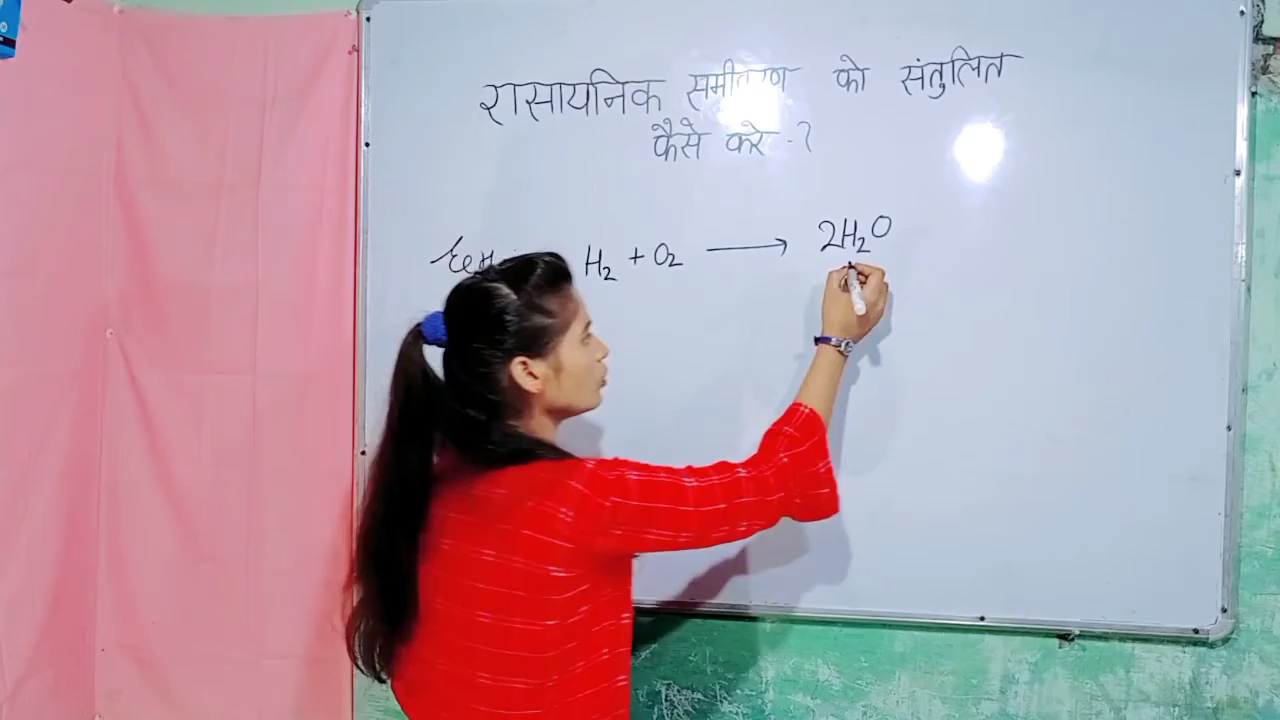 रासायनिक समीकरण को संतुलित
कैसे करे -?
H₂ + O₂ ⟶ 2H₂O